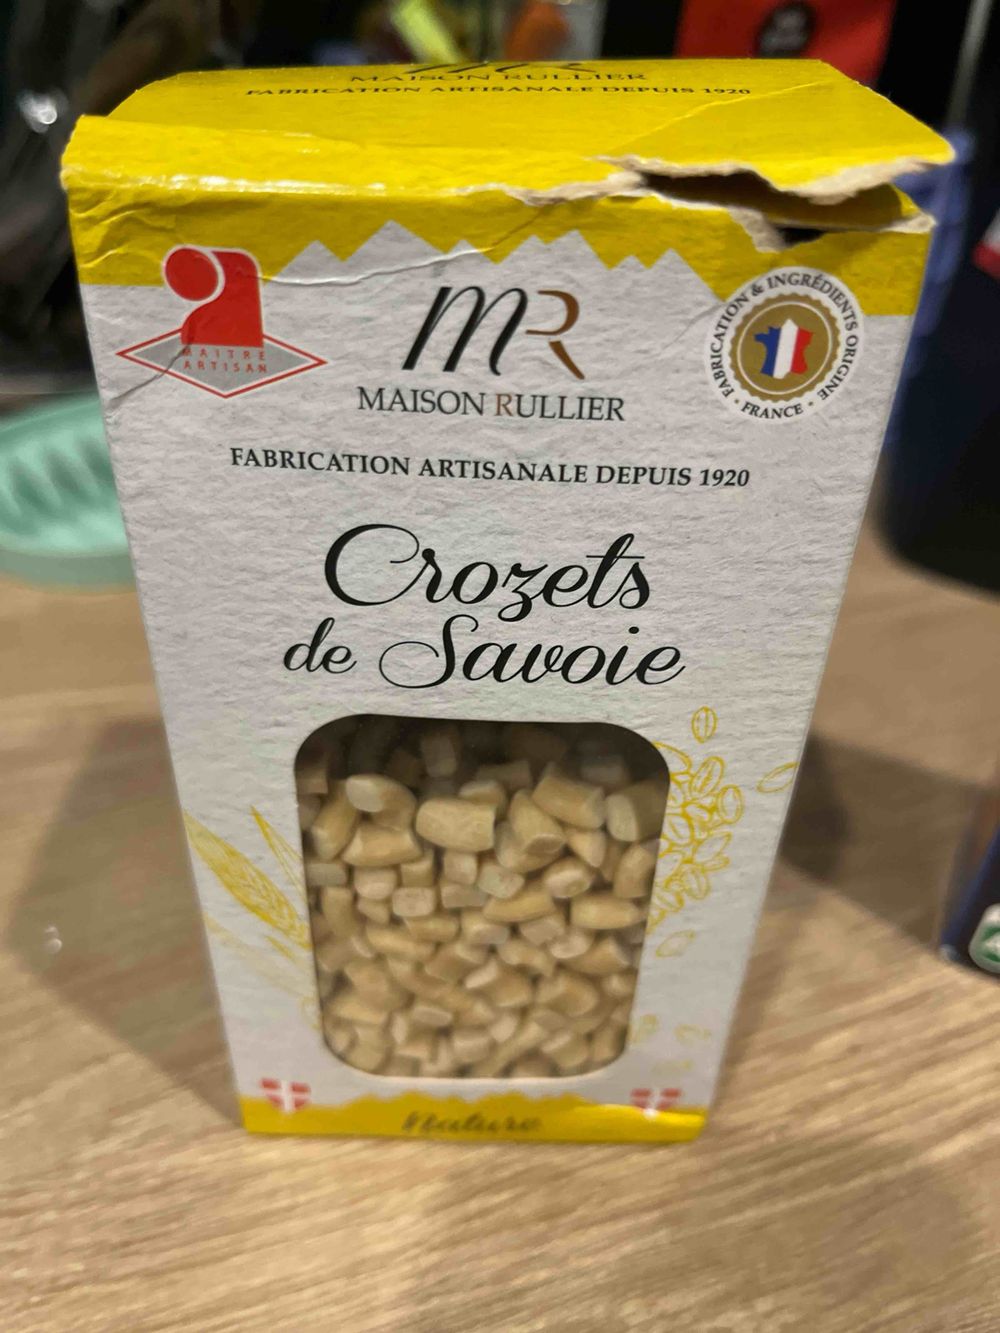 MAISON RULLIER
FABRICATION ARTISANALE DEPUIS 1920
MAITRE
ARTISAN
MR
MAISON RULLIER
FABRICATION & INGRÉDIENTS ORIGINE
• FRANCE •
FABRICATION ARTISANALE DEPUIS 1920
Crozets
de Savoie
Nature